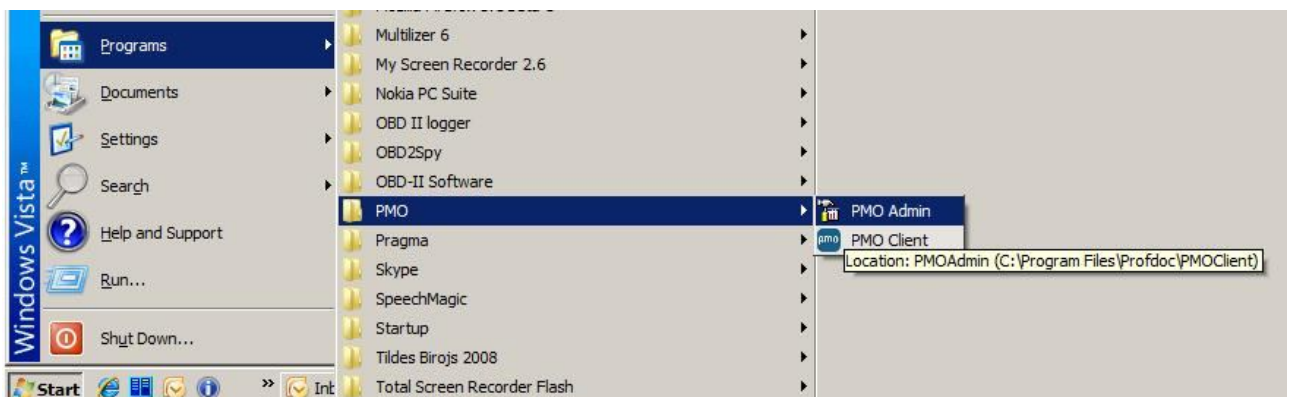 Programs
Documents
Settings
Search
Help and Support
Run...
Shut Down...
Windows Vista™
Start
»
Multilizer 6
My Screen Recorder 2.6
Nokia PC Suite
OBD II logger
OBD2Spy
OBD-II Software
PMO
Pragma
Skype
SpeechMagic
Startup
Tildes Birojs 2008
Total Screen Recorder Flash
PMO Admin
pmo PMO Client
Location: PMOAdmin (C:\Program Files\Profdoc\PMOClient)